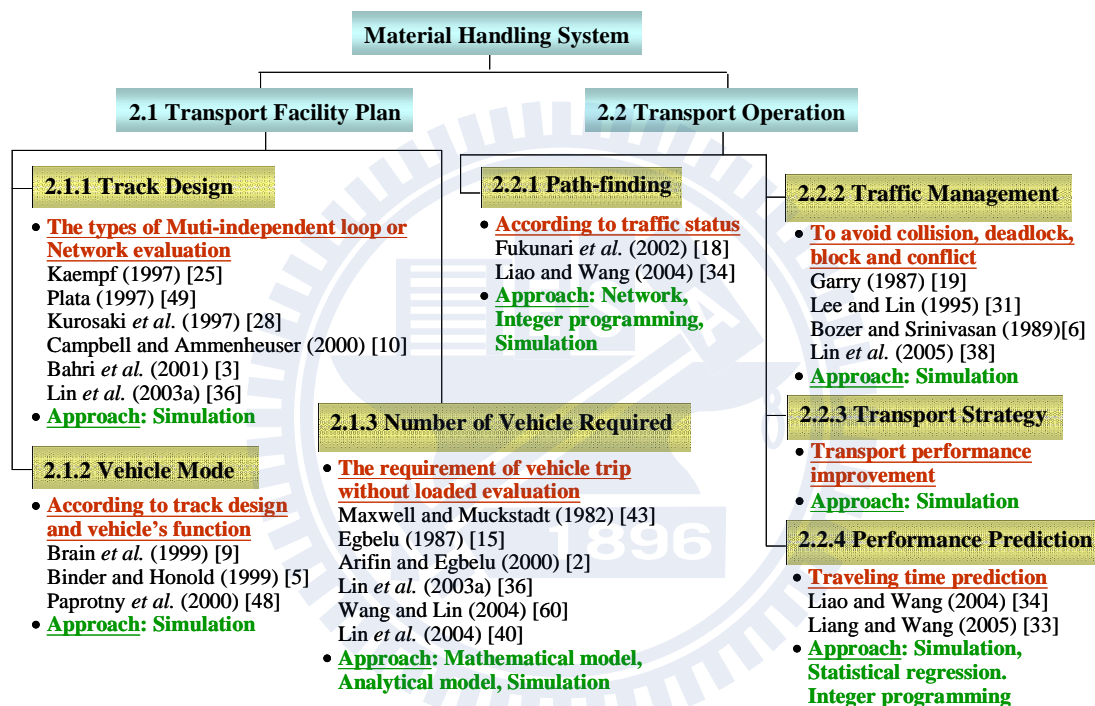 Material Handling System
2.1 Transport Facility Plan
2.2 Transport Operation
2.1.1 Track Design
• The types of Muti-independent loop or
Network evaluation
Kaempf (1997) [25]
Plata (1997) [49]
Kurosaki et al. (1997) [28]
Campbell and Ammenheuser (2000) [10]
Bahri et al. (2001) [3]
Lin et al. (2003a) [36]
• Approach: Simulation
2.1.2 Vehicle Mode
• According to track design
and vehicle's function
Brain et al. (1999) [9]
Binder and Honold (1999) [5]
Paprotny et al. (2000) [48]
• Approach: Simulation
2.1.3 Number of Vehicle Required
• The requirement of vehicle trip
without loaded evaluation
Maxwell and Muckstadt (1982) [43]
Egbelu (1987) [15]
Arifin and Egbelu (2000) [2]
Lin et al. (2003a) [36]
Wang and Lin (2004) [60]
Lin et al. (2004) [40]
• Approach: Mathematical model,
Analytical model, Simulation
2.2.1 Path-finding
• According to traffic status
Fukunari et al. (2002) [18]
Liao and Wang (2004) [34]
• Approach: Network,
Integer programming,
Simulation
2.2.2 Traffic Management
• To avoid collision, deadlock,
block and conflict
Garry (1987) [19]
Lee and Lin (1995) [31]
Bozer and Srinivasan (1989)[6]
Lin et al. (2005) [38]
• Approach: Simulation
2.2.3 Transport Strategy
• Transport performance
improvement
• Approach: Simulation
2.2.4 Performance Prediction
• Traveling time prediction
Liao and Wang (2004) [34]
Liang and Wang (2005) [33]
• Approach: Simulation,
Statistical regression.
Integer programming
1896